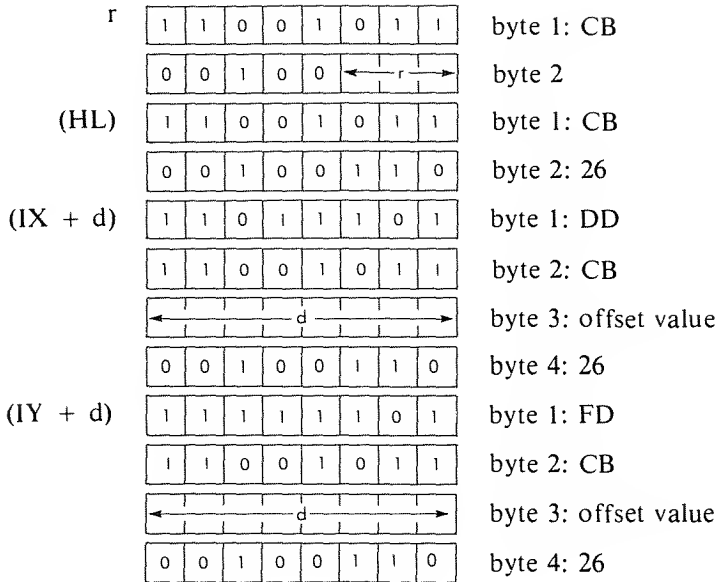 r 1 1 0 0 1 0 1 1 byte 1: CB
0 0 1 0 0 r byte 2
(HL) 1 1 0 0 1 0 1 1 byte 1: CB
0 0 1 0 0 1 1 0 byte 2: 26
(IX + d) 1 1 0 1 1 1 0 1 byte 1: DD
1 1 0 0 1 0 1 1 byte 2: CB
d byte 3: offset value
0 0 1 0 0 1 1 0 byte 4: 26
(IY + d) 1 1 1 1 1 1 0 1 byte 1: FD
1 1 0 0 1 0 1 1 byte 2: CB
d byte 3: offset value
0 0 1 0 0 1 1 0 byte 4: 26